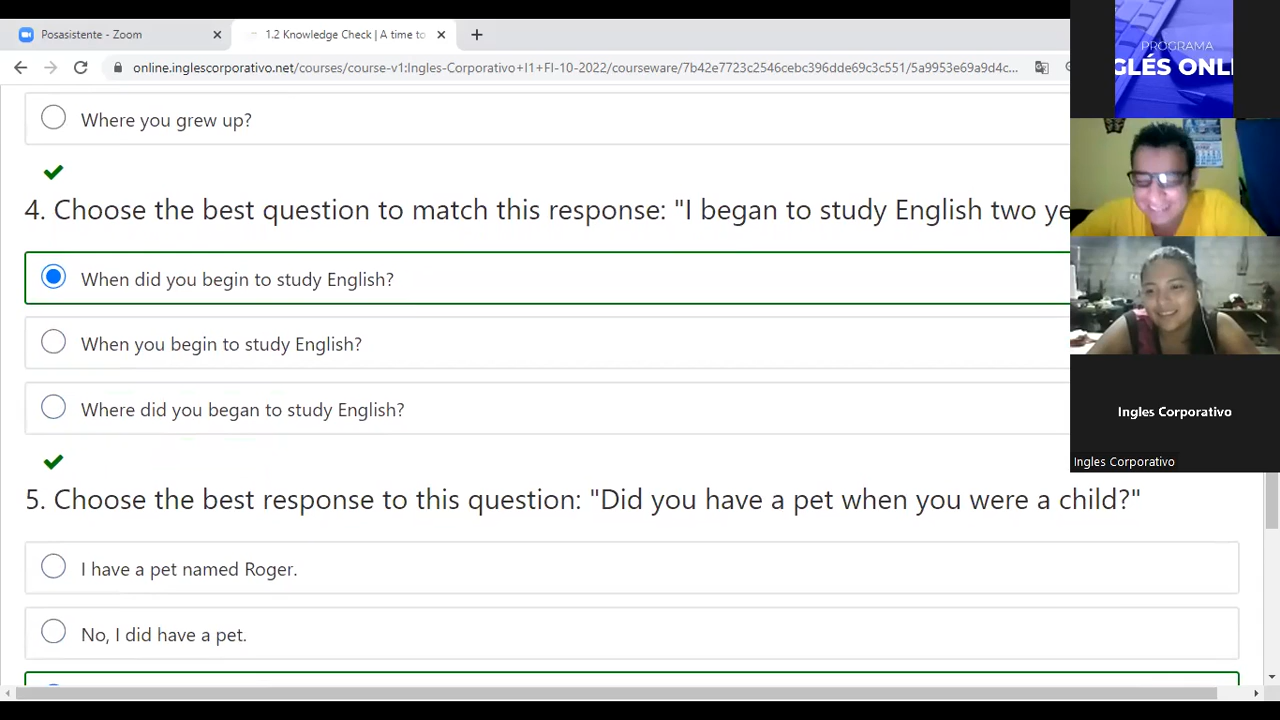 Posasistente - Zoom
1.2 Knowledge Check | A time to
online.inglescorporativo.net/courses/course-v1:Ingles-Corporativo+I1+FI-10-2022/courseware/7b42e7723c2546cebc396dde69c3c551/5a9953e69a9d4c...
PROGRAMA
GLÉS ONLI
Where you grew up?
4. Choose the best question to match this response: "I began to study English two ye
When did you begin to study English?
When you begin to study English?
Where did you began to study English?
Ingles Corporativo
Ingles Corporativo
5. Choose the best response to this question: "Did you have a pet when you were a child?"
I have a pet named Roger.
No, I did have a pet.